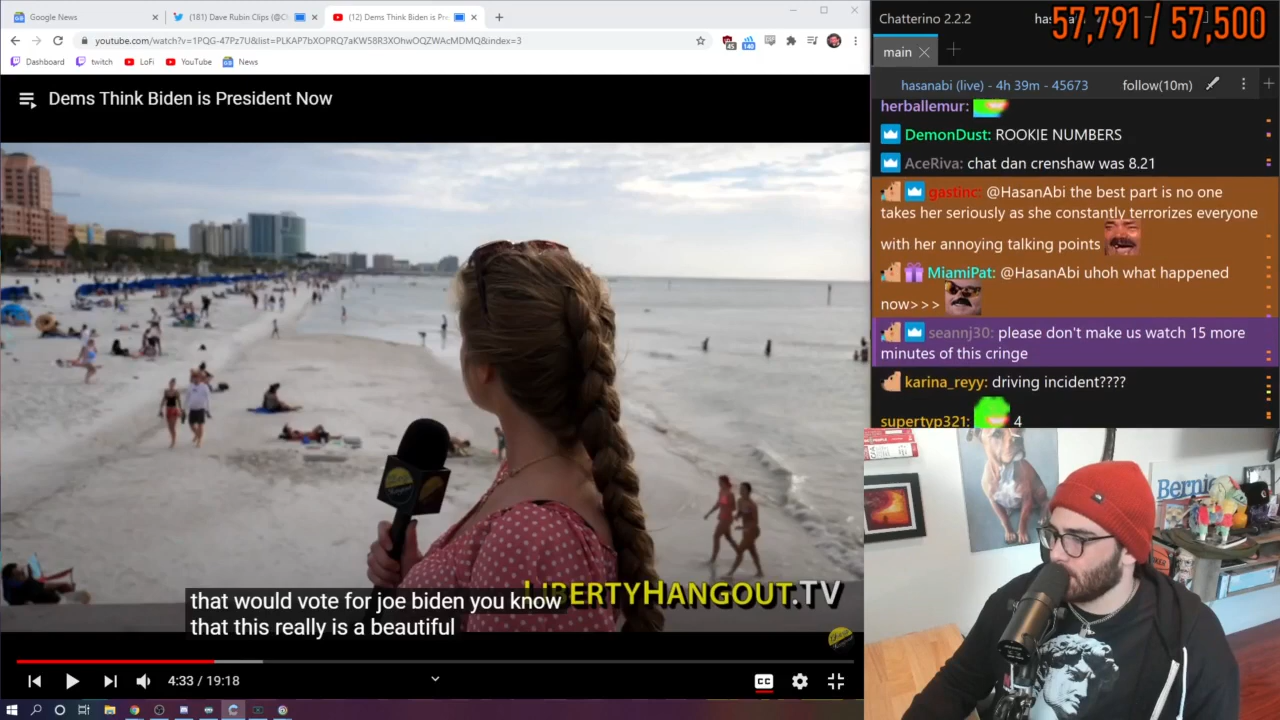 Google News
(181) Dave Rubin Clips (@Cl
(12) Dems Think Biden is Pre
youtube.com/watch?v=1PQG-47Pz7U&list=PLKAP7bXOPRQ7aKW58R3XOhwOQZWAcMDMQ&index=3
45
140
Dashboard
twitch
LoFi
YouTube
News
Dems Think Biden is President Now
LIBERTYHANGOUT.TV
that would vote for joe biden you know
that this really is a beautiful
4:33 / 19:18
CC
Chatterino 2.2.2
has
57,791 / 57,500
main
hasanabi (live) - 4h 39m - 45673
follow(10m)
herballemur:
DemonDust: ROOKIE NUMBERS
AceRiva: chat dan crenshaw was 8.21
gastinc: @HasanAbi the best part is no one
takes her seriously as she constantly terrorizes everyone
with her annoying talking points
MiamiPat: @HasanAbi uhoh what happened
now>>>
seannj30: please don't make us watch 15 more
minutes of this cringe
karina_reyy: driving incident????
supertyp321: 4
Bernie